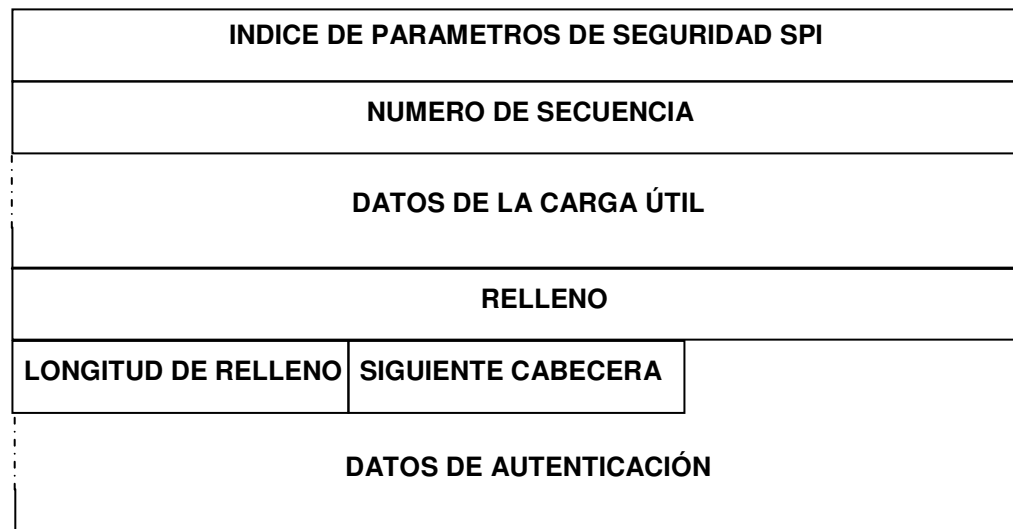 INDICE DE PARAMETROS DE SEGURIDAD SPI
NUMERO DE SECUENCIA
DATOS DE LA CARGA ÚTIL
RELLENO
LONGITUD DE RELLENO
SIGUIENTE CABECERA
DATOS DE AUTENTICACIÓN